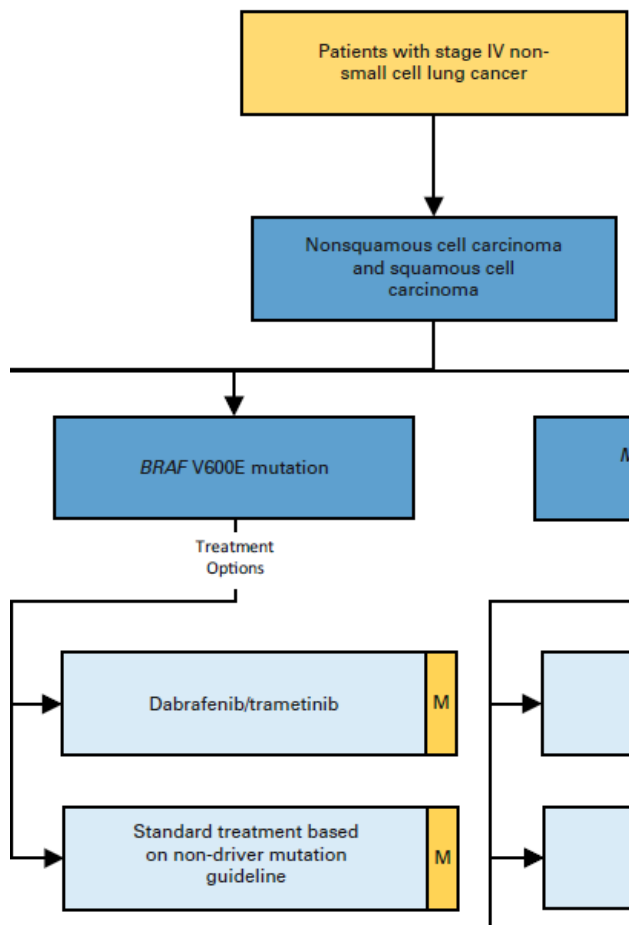 Patients with stage IV non-
small cell lung cancer
Nonsquamous cell carcinoma
and squamous cell
carcinoma
BRAF V600E mutation
M
Treatment
Options
Dabrafenib/trametinib
M
Standard treatment based
on non-driver mutation
guideline
M